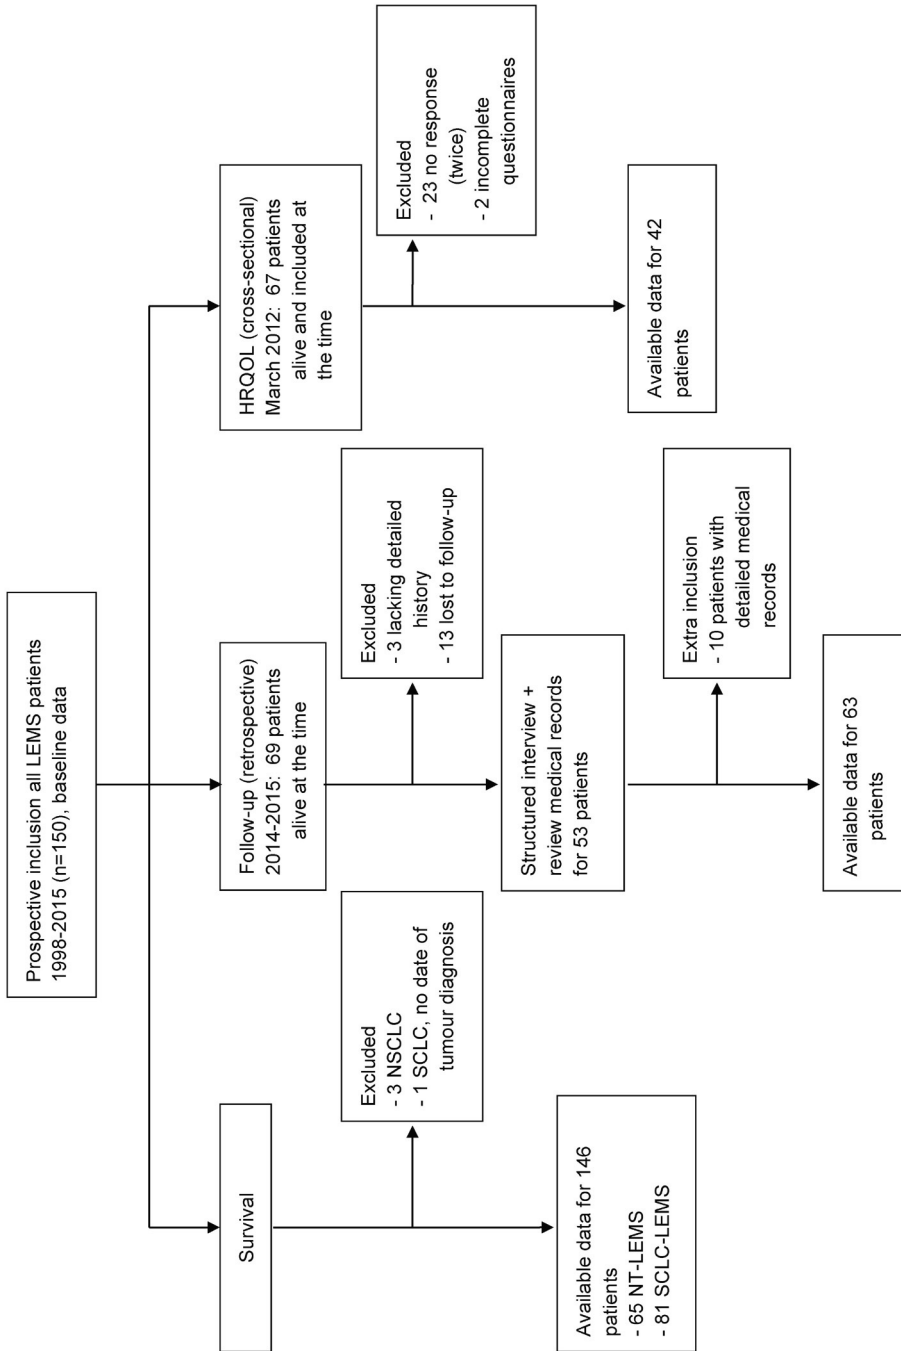 Prospective inclusion all LEMS patients
1998-2015 (n=150), baseline data
Survival
Excluded
- 3 NSCLC
- 1 SCLC, no date of
tumour diagnosis
Available data for 146
patients
- 65 NT-LEMS
- 81 SCLC-LEMS
Follow-up (retrospective)
2014-2015: 69 patients
alive at the time
Excluded
- 3 lacking detailed
history
- 13 lost to follow-up
Structured interview +
review medical records
for 53 patients
Extra inclusion
- 10 patients with
detailed medical
records
Available data for 63
patients
HRQOL (cross-sectional)
March 2012: 67 patients
alive and included at
the time
Excluded
- 23 no response
(twice)
- 2 incomplete
questionnaires
Available data for 42
patients